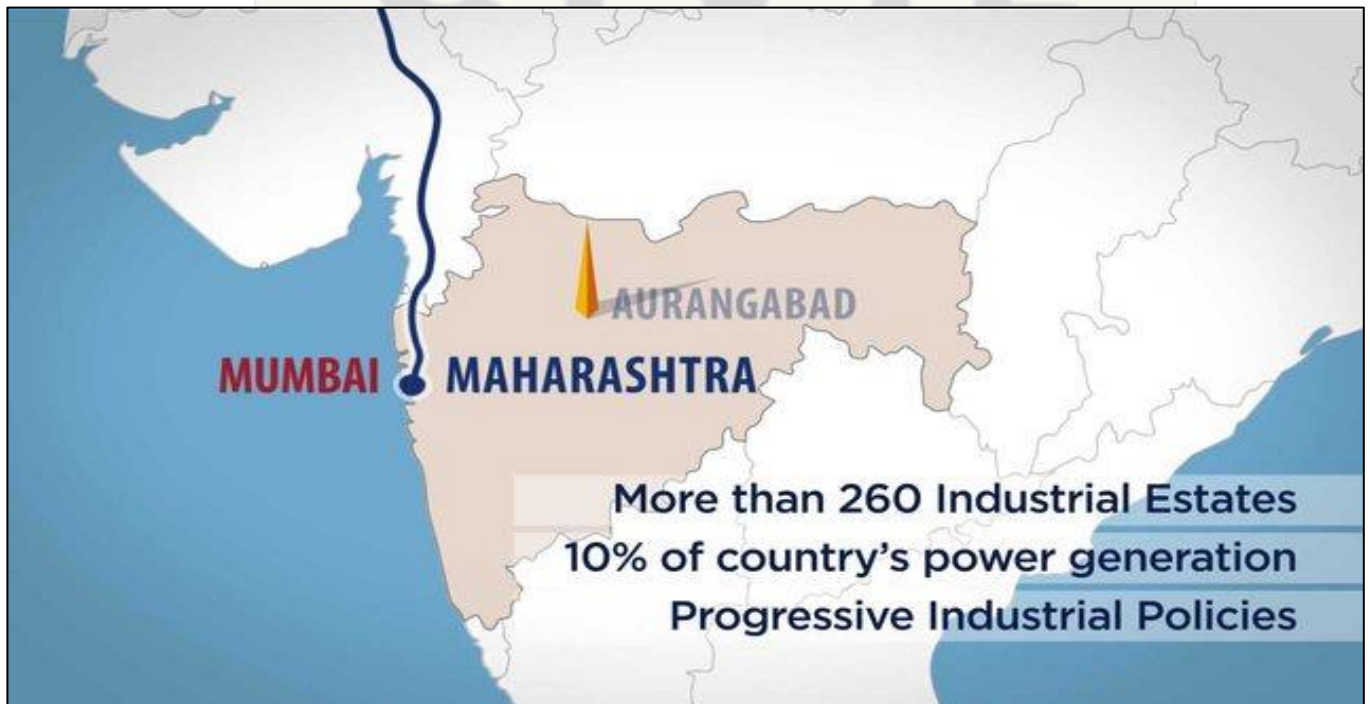 AURANGABAD
MUMBAI MAHARASHTRA
More than 260 Industrial Estates
10% of country's power generation
Progressive Industrial Policies